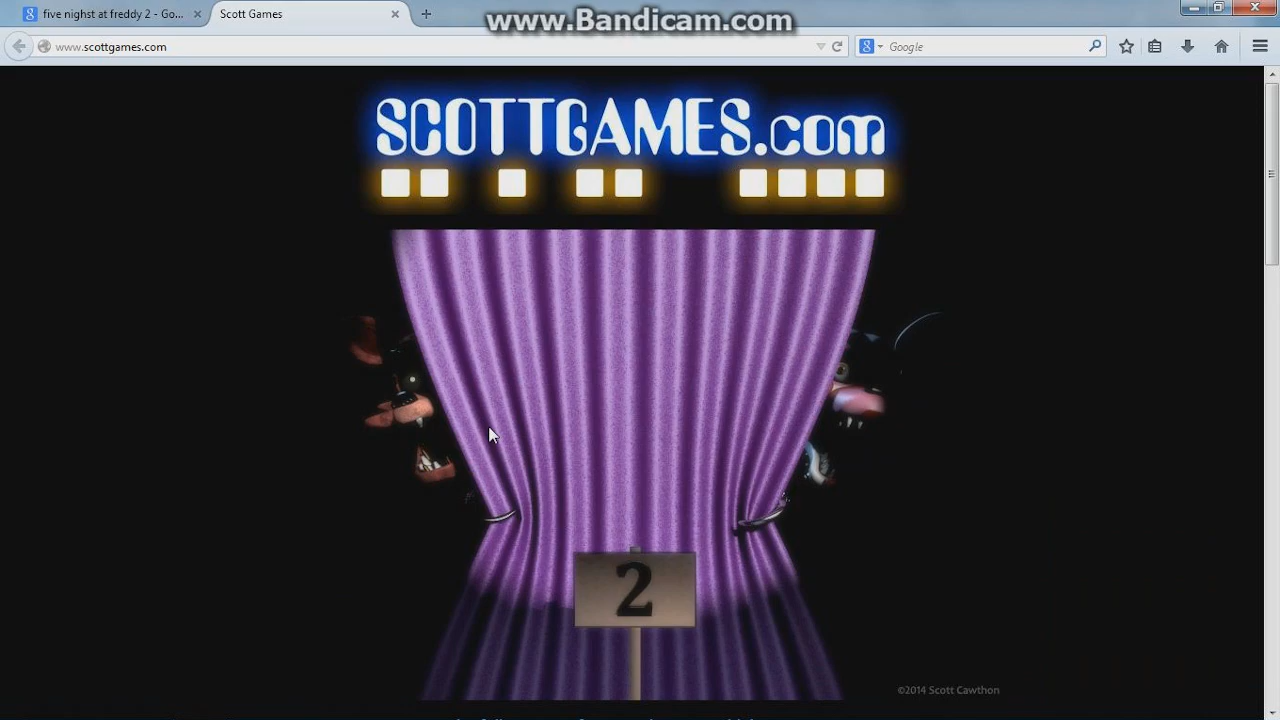 www.Bandicam.com
five nighst at freddy 2 - Go...
Scott Games
www.scottgames.com
Google
SCOTTGAMES.com
2
©2014 Scott Cawthon